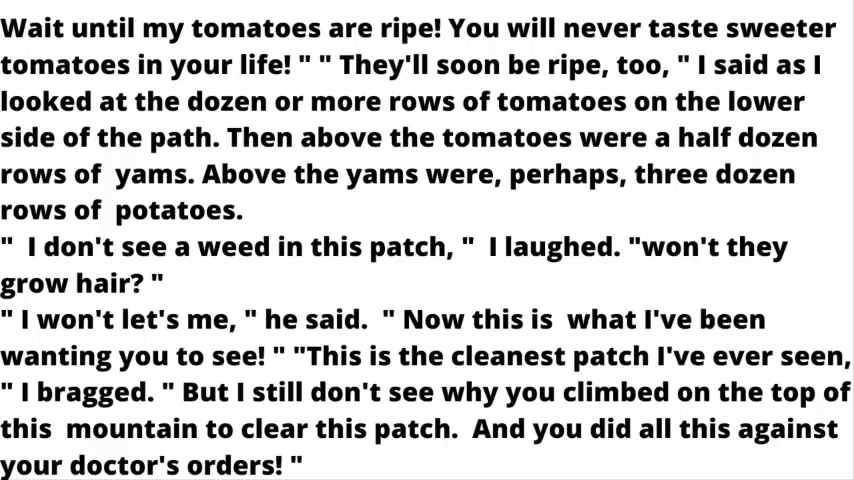 Wait until my tomatoes are ripe! You will never taste sweeter
tomatoes in your life! " " They'll soon be ripe, too, " I said as I
looked at the dozen or more rows of tomatoes on the lower
side of the path. Then above the tomatoes were a half dozen
rows of  yams. Above the yams were, perhaps, three dozen
rows of  potatoes.
"  I don't see a weed in this patch, "  I laughed. "won't they
grow hair? "
" I won't let's me, " he said.  " Now this is  what I've been
wanting you to see! " "This is the cleanest patch I've ever seen,
" I bragged. " But I still don't see why you climbed on the top of
this  mountain to clear this patch.  And you did all this against
your doctor's orders! "